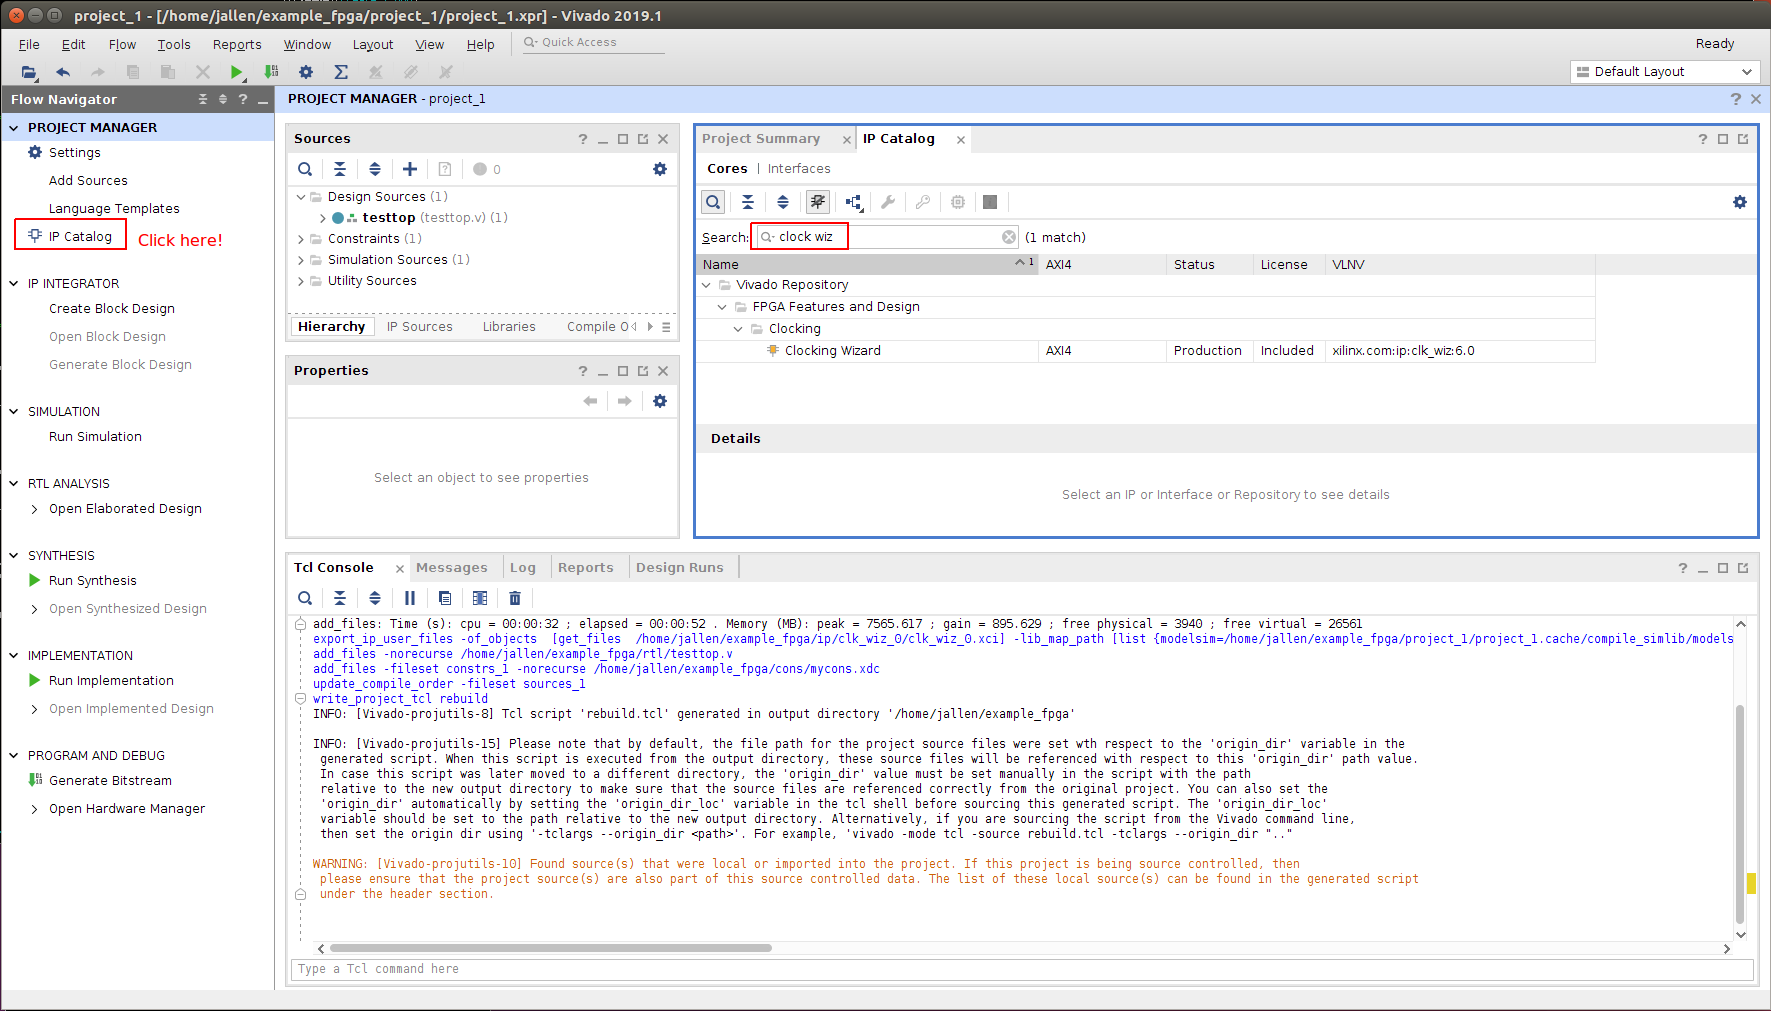 project_1 - [/home/jallen/example_fpga/project_1/project_1.xpr] - Vivado 2019.1
File Edit Flow Tools Reports Window Layout View Help Quick Access Ready
Default Layout
Flow Navigator ? _
PROJECT MANAGER
Settings
Add Sources
Language Templates
IP Catalog Click here!
IP INTEGRATOR
Create Block Design
Open Block Design
Generate Block Design
SIMULATION
Run Simulation
RTL ANALYSIS
Open Elaborated Design
SYNTHESIS
Run Synthesis
Open Synthesized Design
IMPLEMENTATION
Run Implementation
Open Implemented Design
PROGRAM AND DEBUG
Generate Bitstream
Open Hardware Manager
PROJECT MANAGER - project_1 ?
Sources ?
0
Design Sources (1)
testtop (testtop.v) (1)
Constraints (1)
Simulation Sources (1)
Utility Sources
Hierarchy IP Sources Libraries Compile O
Properties ?
Select an object to see properties
Project Summary IP Catalog ?
Cores | Interfaces
Search: clock wiz (1 match)
Name 1 AXI4 Status License VLNV
Vivado Repository
FPGA Features and Design
Clocking
Clocking Wizard AXI4 Production Included xilinx.com:ip:clk_wiz:6.0
Details
Select an IP or Interface or Repository to see details
Tcl Console Messages Log Reports Design Runs ?
add_files: Time (s): cpu = 00:00:32 ; elapsed = 00:00:52 . Memory (MB): peak = 7565.617 ; gain = 895.629 ; free physical = 3940 ; free virtual = 26561
export_ip_user_files -of_objects [get_files /home/jallen/example_fpga/ip/clk_wiz_0/clk_wiz_0.xci] -lib_map_path [list {modelsim=/home/jallen/example_fpga/project_1/project_1.cache/compile_simlib/models
add_files -norecurse /home/jallen/example_fpga/rtl/testtop.v
add_files -fileset constrs_1 -norecurse /home/jallen/example_fpga/cons/mycons.xdc
update_compile_order -fileset sources_1
write_project_tcl rebuild
INFO: [Vivado-projutils-8] Tcl script 'rebuild.tcl' generated in output directory '/home/jallen/example_fpga'
INFO: [Vivado-projutils-15] Please note that by default, the file path for the project source files were set wth respect to the 'origin_dir' variable in the
generated script. When this script is executed from the output directory, these source files will be referenced with respect to this 'origin_dir' path value.
In case this script was later moved to a different directory, the 'origin_dir' value must be set manually in the script with the path
relative to the new output directory to make sure that the source files are referenced correctly from the original project. You can also set the
'origin_dir' automatically by setting the 'origin_dir_loc' variable in the tcl shell before sourcing this generated script. The 'origin_dir_loc'
variable should be set to the path relative to the new output directory. Alternatively, if you are sourcing the script from the Vivado command line,
then set the origin dir using '-tclargs --origin_dir <path>'. For example, 'vivado -mode tcl -source rebuild.tcl -tclargs --origin_dir ".."
WARNING: [Vivado-projutils-10] Found source(s) that were local or imported into the project. If this project is being source controlled, then
please ensure that the project source(s) are also part of this source controlled data. The list of these local source(s) can be found in the generated script
under the header section.
Type a Tcl command here